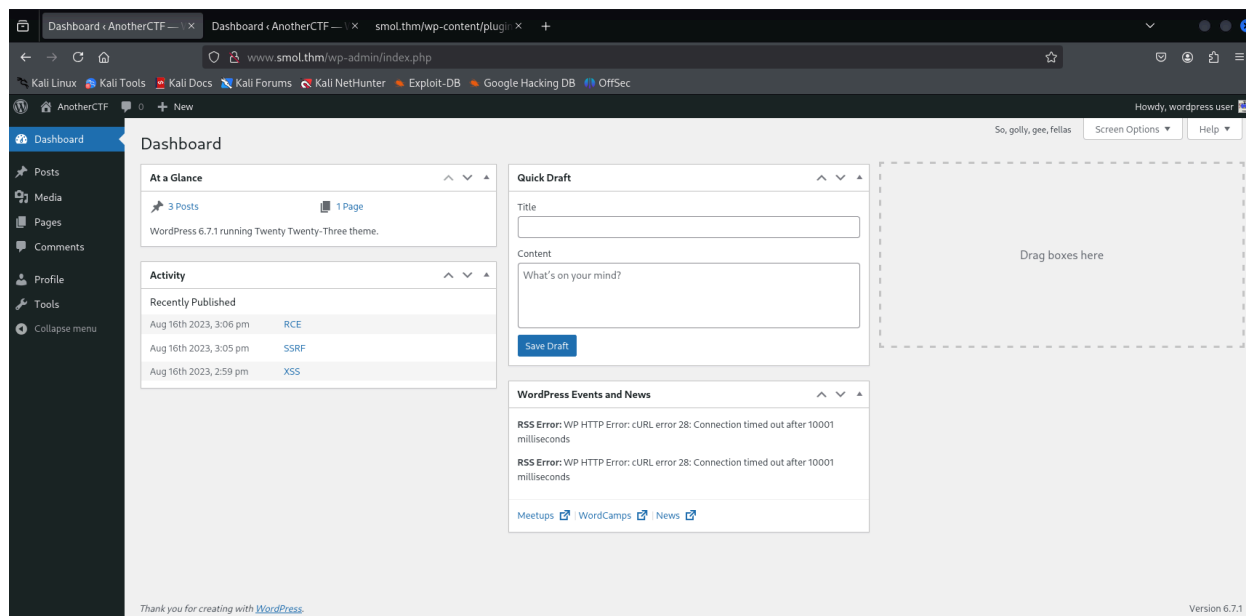 Dashboard ‹ AnotherCTF —
Dashboard ‹ AnotherCTF —
smol.thm/wp-content/plugin
www.smol.thm/wp-admin/index.php
Kali Linux Kali Tools Kali Docs Kali Forums Kali NetHunter Exploit-DB Google Hacking DB OffSec
AnotherCTF 0 + New
Howdy, wordpress user
Dashboard
Posts
Media
Pages
Comments
Profile
Tools
Collapse menu
Dashboard
So, golly, gee, fellas
Screen Options ▼
Help ▼
At a Glance
3 Posts
1 Page
WordPress 6.7.1 running Twenty Twenty-Three theme.
Activity
Recently Published
Aug 16th 2023, 3:06 pm RCE
Aug 16th 2023, 3:05 pm SSRF
Aug 16th 2023, 2:59 pm XSS
Quick Draft
Title
Content
What's on your mind?
Save Draft
WordPress Events and News
RSS Error: WP HTTP Error: cURL error 28: Connection timed out after 10001
milliseconds
RSS Error: WP HTTP Error: cURL error 28: Connection timed out after 10001
milliseconds
Meetups | WordCamps | News
Drag boxes here
Thank you for creating with WordPress.
Version 6.7.1